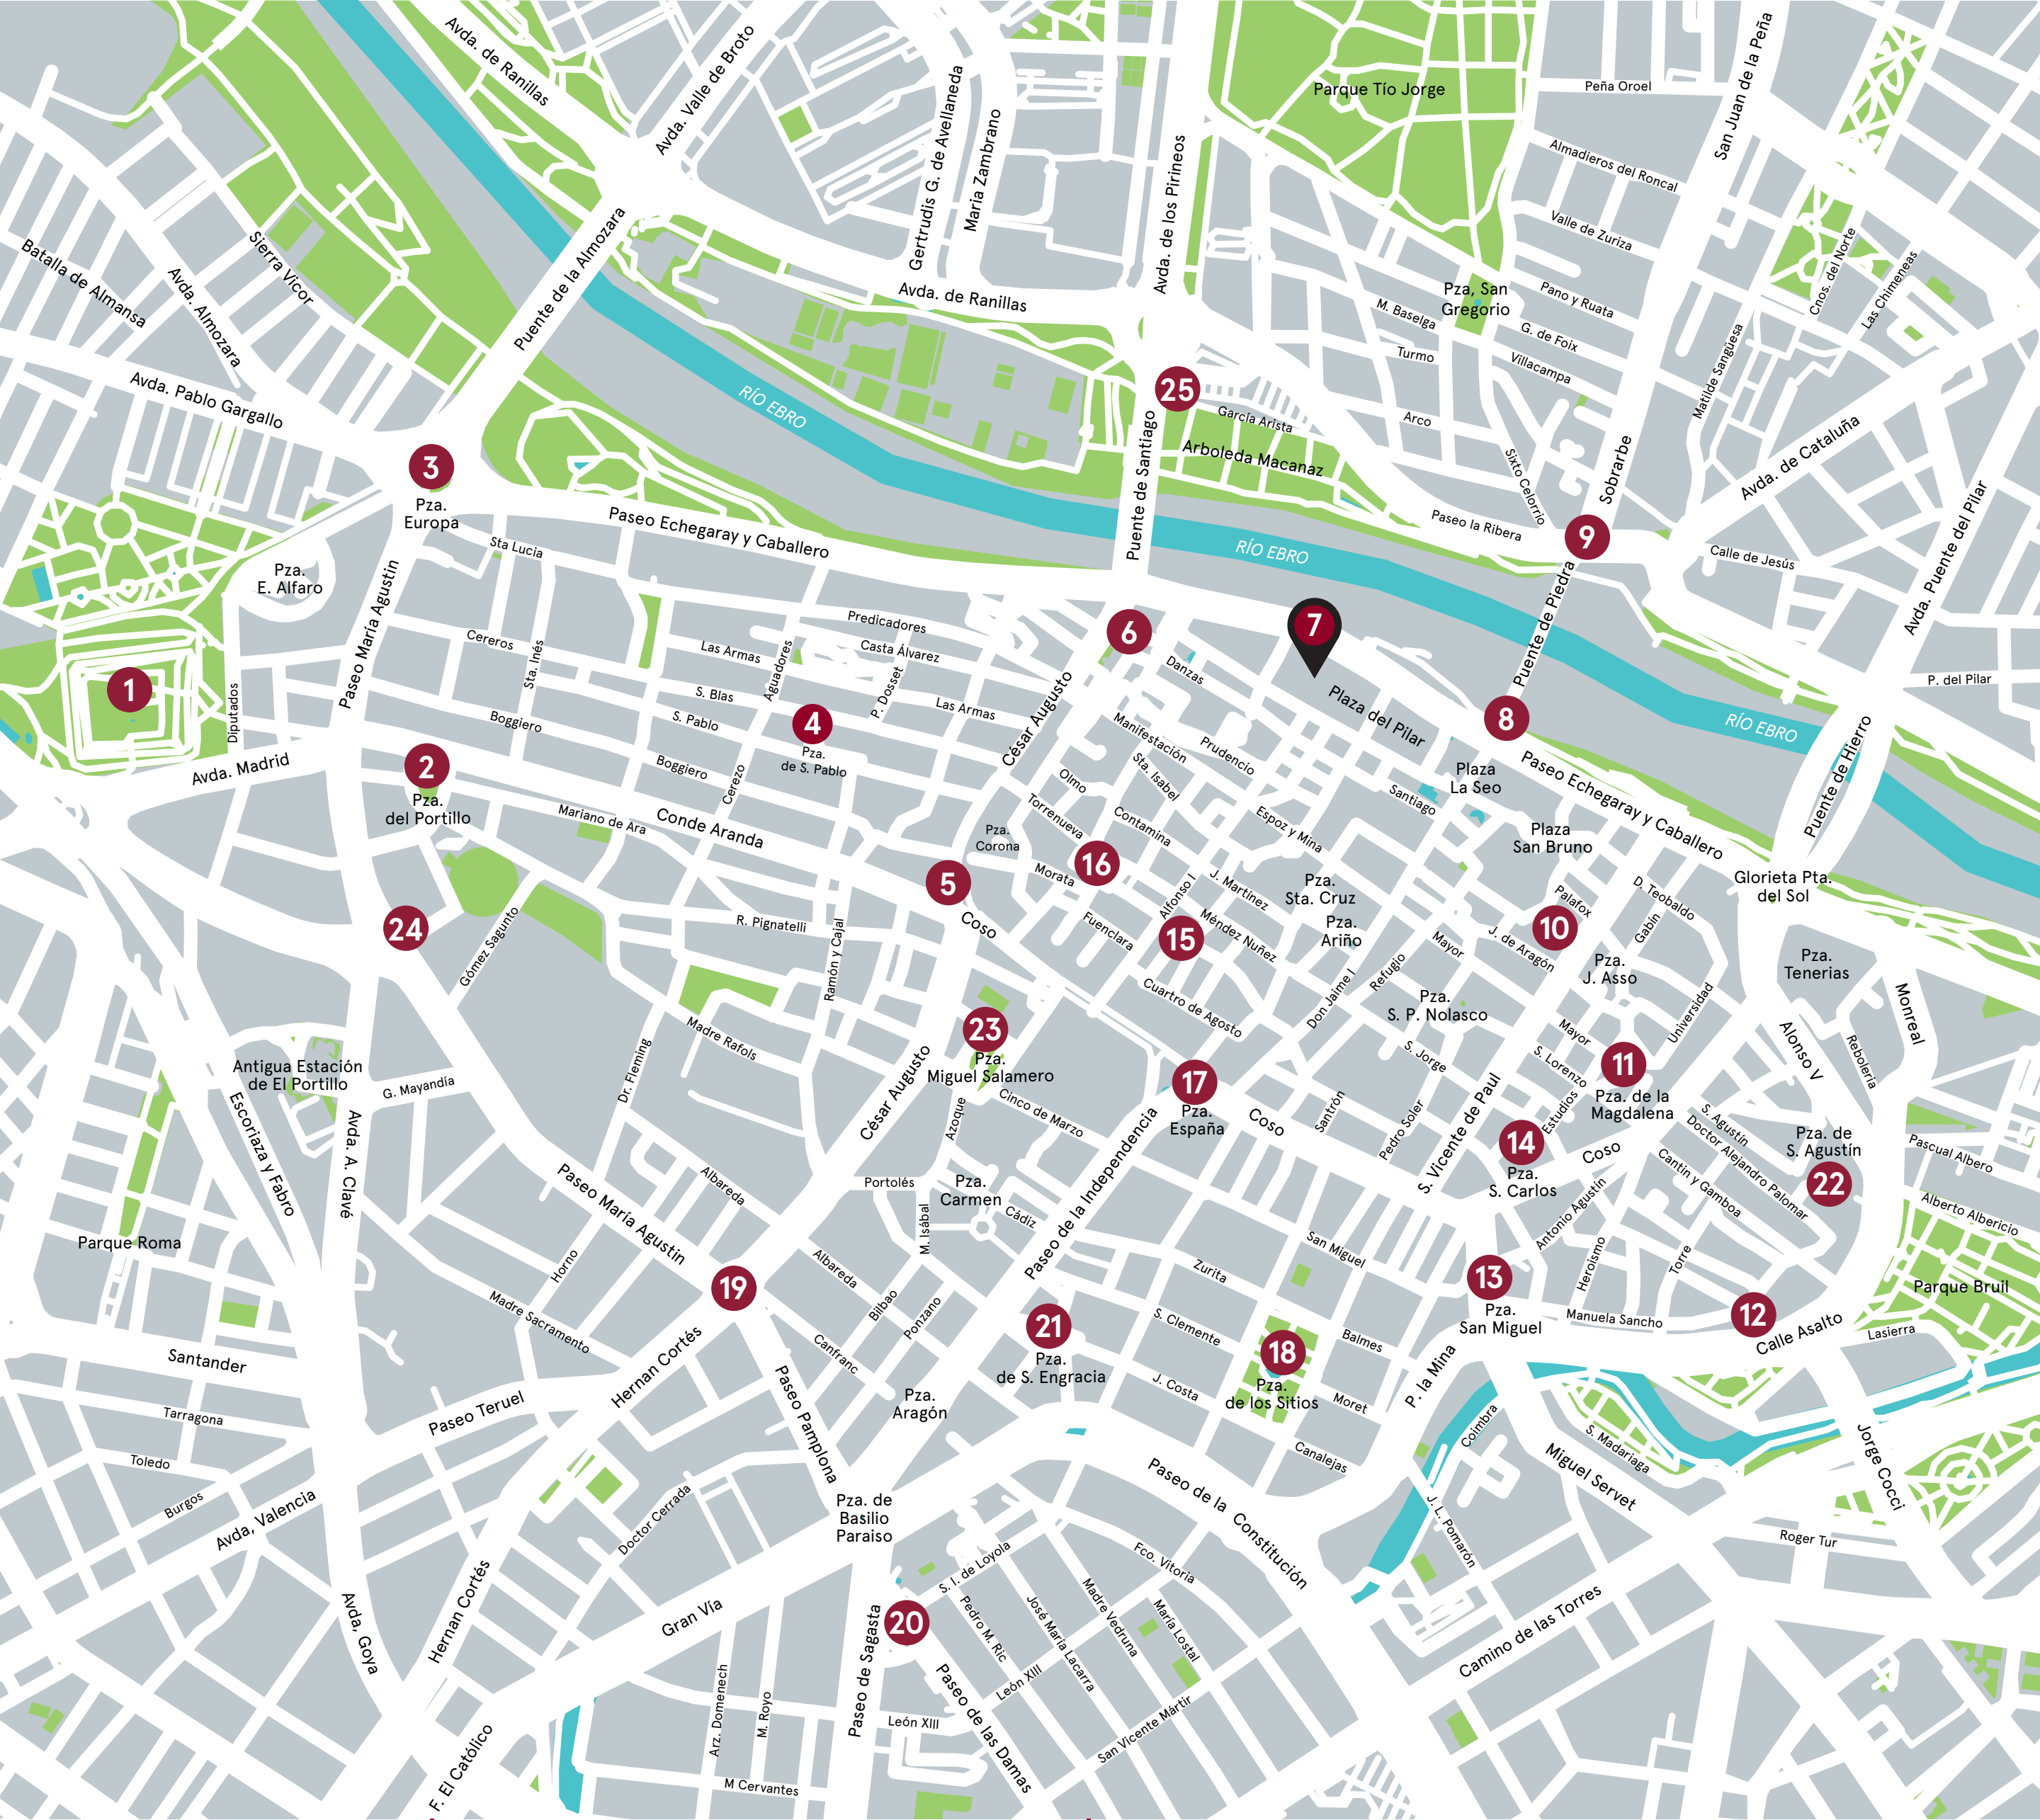 Avda. de Ranillas
Avda. Valle de Broto
Gertrudis G. de Avellaneda
Maria Zambrano
Avda. de los Pirineos
Parque Tío Jorge
Peña Oroel
San Juan de la Peña
Almadieros del Roncal
Valle de Zuriza
Batalla de Almansa
Avda. Almozara
Sierra Vicor
Puente de la Almozara
Avda. de Ranillas
Pza, San
Gregorio
Pano y Ruata
M. Baselga
G. de Foix
Turmo
Villacampa
Cnos. del Norte
Las Chimeneas
Matilde Sangüesa
Avda. Pablo Gargallo
RÍO EBRO
25
García Arista
Arco
Arboleda Macanaz
Puente de Santiago
Sixto Celorrio
Sobrarbe
Avda. de Cataluña
3
Pza.
Europa
Paseo Echegaray y Caballero
Paseo la Ribera
9
Avda. Puente del Pilar
Sta Lucia
RÍO EBRO
Calle de Jesús
Pza.
E. Alfaro
Paseo María Agustin
Puente de Piedra
Predicadores
6
7
Cereros
Sta. Inés
Las Armas
Casta Álvarez
Aguadores
P. Dosset
Danzas
1
Diputados
S. Blas
Las Armas
César Augusto
Plaza del Pilar
P. del Pilar
Boggiero
S. Pablo
4
Pza.
de S. Pablo
Manifestación
Prudencio
8
RÍO EBRO
Puente de Hierro
Avda. Madrid
2
Pza.
del Portillo
Boggiero
Cerezo
Olmo
Sta. Isabel
Plaza
La Seo
Paseo Echegaray y Caballero
Santiago
Mariano de Ara
Conde Aranda
Pza.
Corona
Torrenueva
Contamina
Espoz y Mina
Plaza
San Bruno
16
5
Morata
Alfonso I
J. Martinez
Pza.
Sta. Cruz
Glorieta Pta.
del Sol
Palafox
D. Teobaldo
Gabín
24
Gómez Sagunto
R. Pignatelli
Ramón y Cajal
Coso
Fuenclara
15
Méndez Nuñez
Pza.
Ariño
Mayor
10
J. de Aragón
Pza.
J. Asso
Pza.
Tenerias
Refugio
Don Jaime I
Cuartro de Agosto
Pza.
S. P. Nolasco
Universidad
Monreal
Alonso V
Reboleria
23
Pza.
Miguel Salamero
Madre Rafols
Mayor
S. Jorge
S. Lorenzo
11
Pza. de la
Magdalena
Antigua Estación
de El Portillo
G. Mayandía
Dr. Fleming
César Augusto
Azoque
Cinco de Marzo
17
Pza.
España
Coso
Santrón
Pedro Soler
S. Vicente de Paul
Estudios
14
Pza.
S. Carlos
Coso
S. Agustín
Doctor Alejandro Palomar
Pza. de
S. Agustín
22
Pascual Albero
Escoriaza y Fabro
Avda. A. Clavé
Paseo María Agustin
Albareda
Portolés
Pza.
Carmen
Cádiz
M. Isábal
Paseo de la Independencia
Cantin y Gamboa
Antonio Agustín
Alberto Albericio
Parque Roma
Horno
Albareda
Bilbao
Ponzano
Zurita
San Miguel
13
Pza.
San Miguel
Heroismo
Torre
Parque Bruil
19
Madre Sacramento
Hernan Cortés
Canfranc
21
Pza.
de S. Engracia
S. Clemente
18
Pza.
de los Sitios
Balmes
Manuela Sancho
12
Calle Asalto
Lasierra
Santander
Paseo Teruel
Paseo Pamplona
Pza.
Aragón
J. Costa
Moret
P. la Mina
Tarragona
Toledo
Burgos
Avda, Valencia
Canalejas
Coimbra
S. Madariaga
Miguel Servet
Jorge Cocci
Doctor Cerrada
Pza. de
Basilio
Paraiso
Paseo de la Constitución
J. L. Pomarón
Roger Tur
Avda, Goya
Hernan Cortés
Gran Vía
S. I. de Loyola
Fco. Vitoria
20
Paseo de Sagasta
Pedro M. Ric
José María Lacarra
Madre Vedruna
María Lostal
Camino de las Torres
León XIII
León XIII
Paseo de las Damas
San Vicente Mártir
Arz. Domenech
M. Royo
F. El Católico
M Cervantes